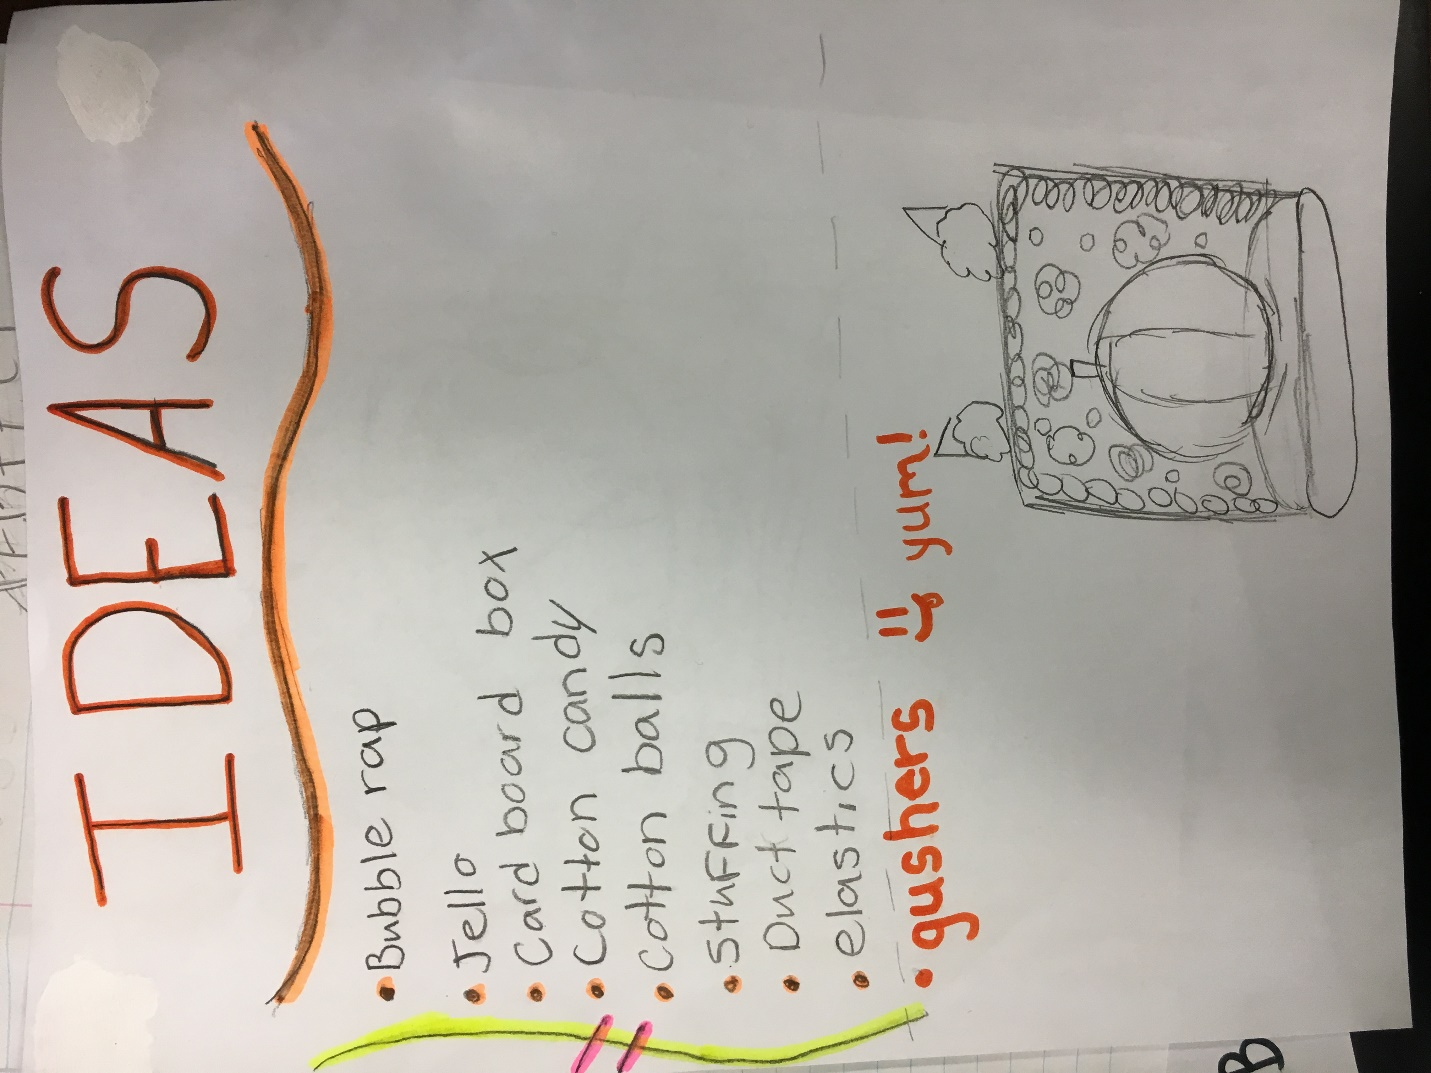 IDEAS
• Bubble rap
• Jello
• Card board box
• Cotton candy
• Cotton balls
• Stuffing
• Duct tape
• elastics
• gushers =) yum!
B